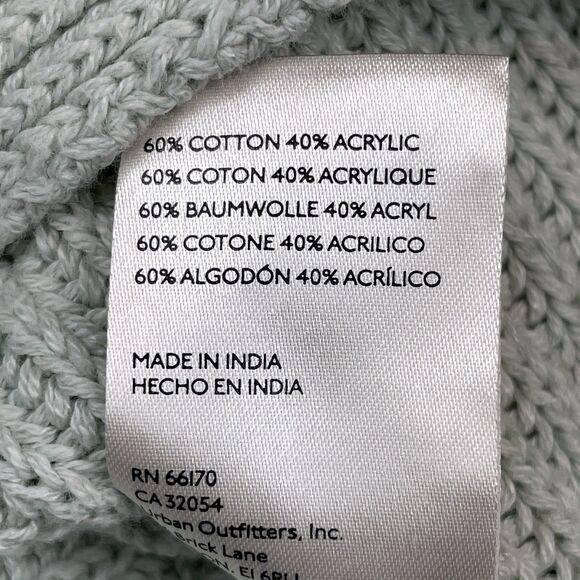 60% COTTON 40% ACRYLIC
60% COTON 40% ACRYLIQUE
60% BAUMWOLLE 40% ACRYL
60% COTONE 40% ACRILICO
60% ALGODÓN 40% ACRÍLICO
MADE IN INDIA
HECHO EN INDIA
RN 66170
CA 32054
Urban Outfitters, Inc.
Brick Lane